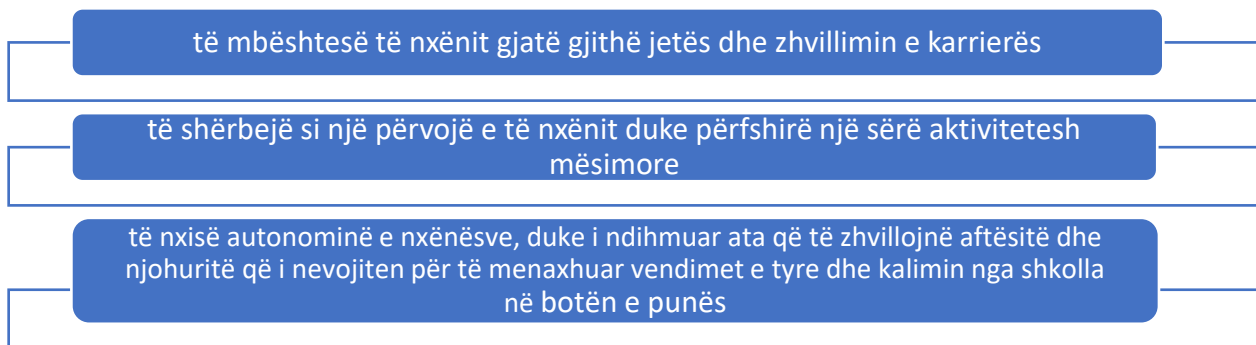 të mbështesë të nxënit gjatë gjithë jetës dhe zhvillimin e karrierës
të shërbejë si një përvojë e të nxënit duke përfshirë një sërë aktivitetesh
mësimore
të nxisë autonominë e nxënësve, duke i ndihmuar ata që të zhvillojnë aftësitë dhe
njohuritë që i nevojiten për të menaxhuar vendimet e tyre dhe kalimin nga shkolla
në botën e punës